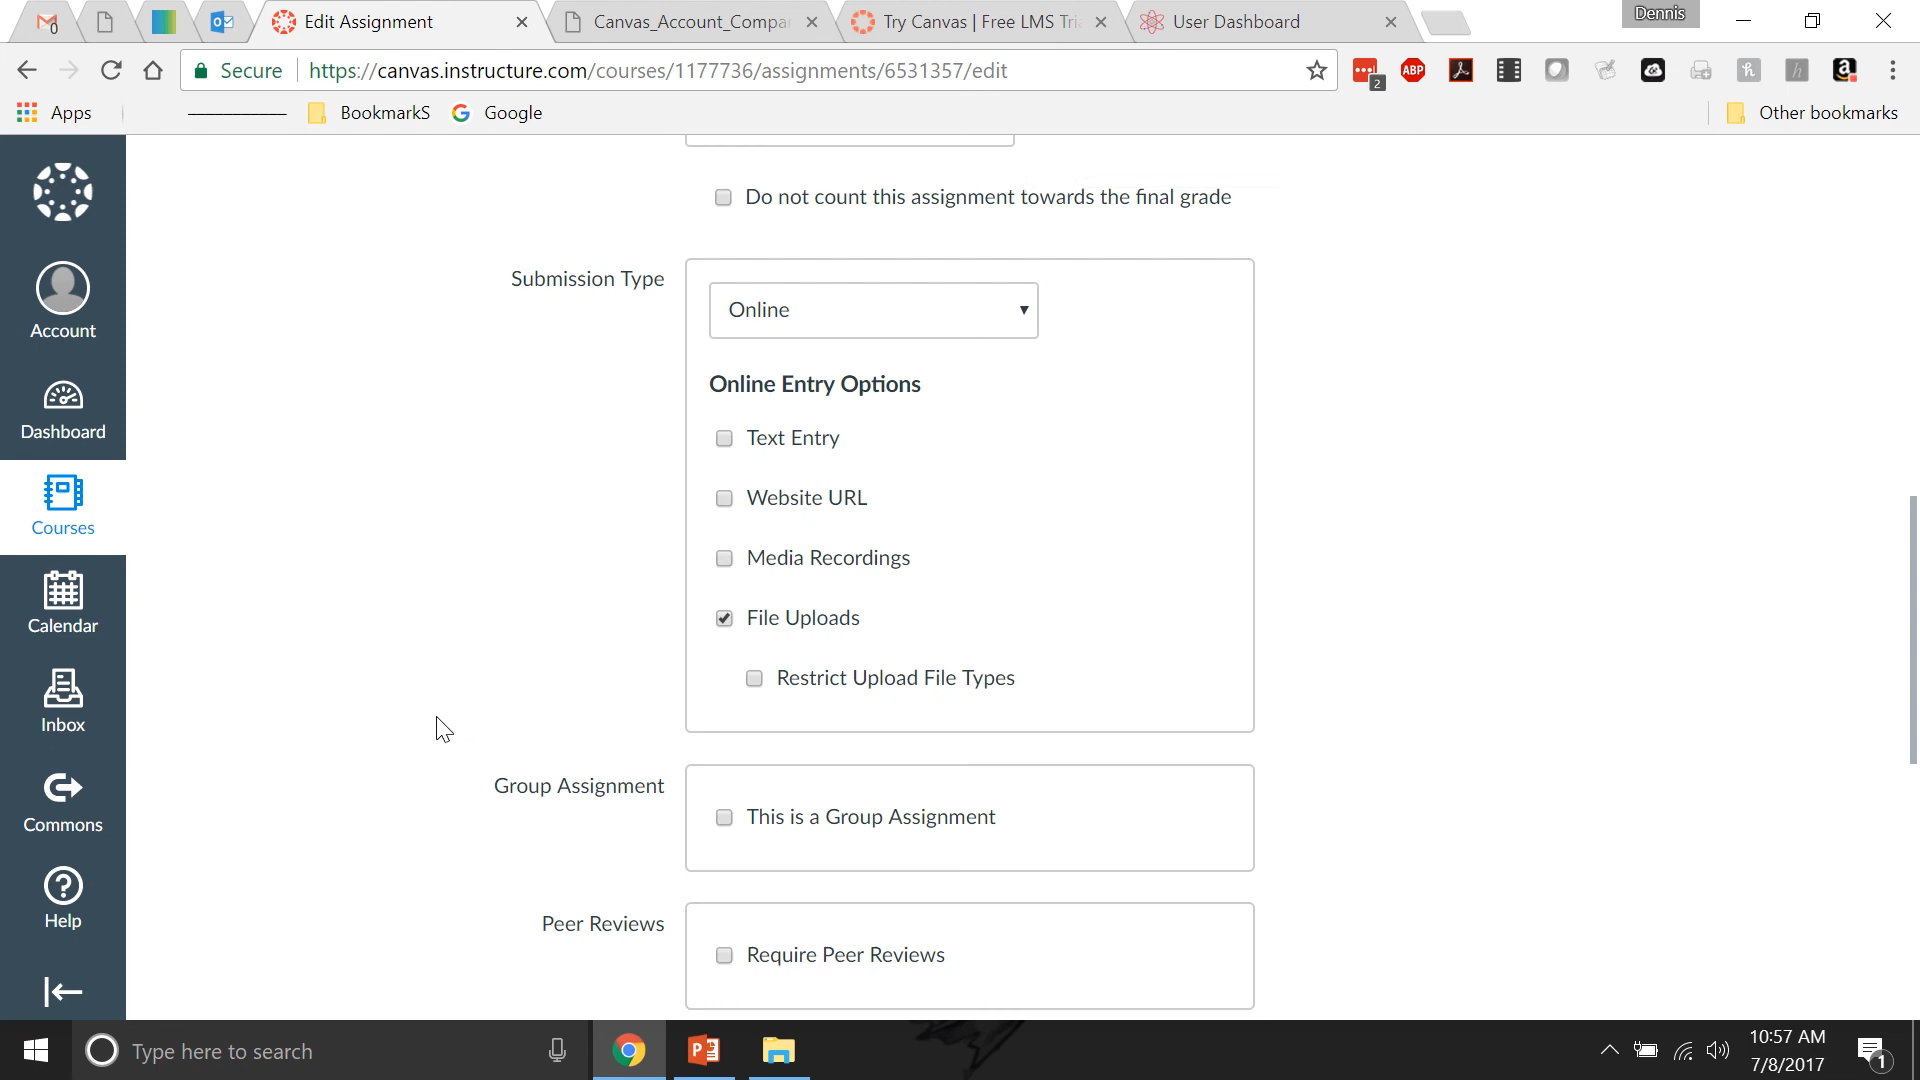 Edit Assignment
Canvas_Account_Compa
Try Canvas | Free LMS Tri
User Dashboard
Dennis
Secure
https://canvas.instructure.com/courses/1177736/assignments/6531357/edit
2
ABP
Apps
BookmarkS
Google
Other bookmarks
Account
Dashboard
Courses
Calendar
Inbox
Commons
Help
Do not count this assignment towards the final grade
Submission Type
Online
Online Entry Options
Text Entry
Website URL
Media Recordings
File Uploads
Restrict Upload File Types
Group Assignment
This is a Group Assignment
Peer Reviews
Require Peer Reviews
Type here to search
10:57 AM
7/8/2017
1